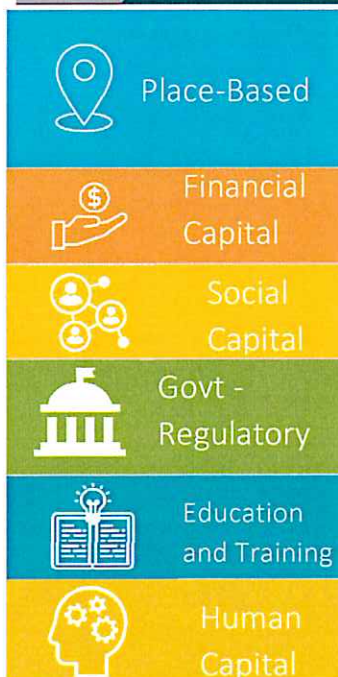 Place-Based
Financial
Capital
$
Social
Capital
Govt -
Regulatory
Education
and Training
Human
Capital